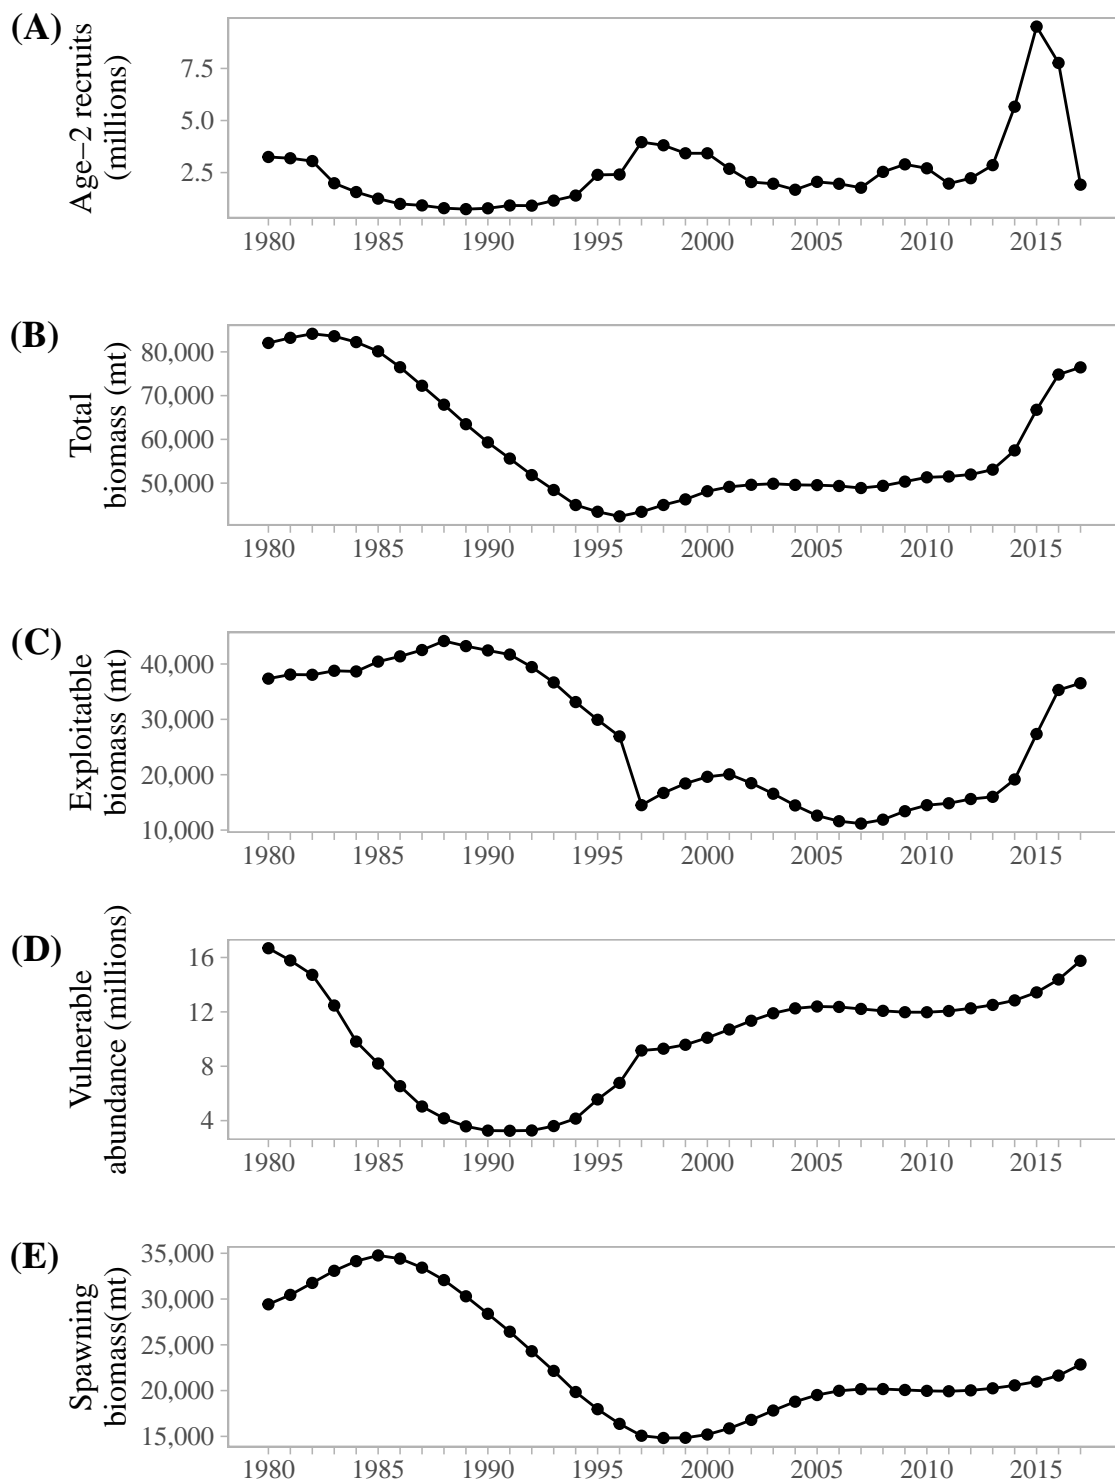 (A)
Age−2 recruits
(millions)
7.5
5.0
2.5
1980 1985 1990 1995 2000 2005 2010 2015
(B)
Total
biomass (mt)
80,000
70,000
60,000
50,000
1980 1985 1990 1995 2000 2005 2010 2015
(C)
Exploitatble
biomass (mt)
40,000
30,000
20,000
10,000
1980 1985 1990 1995 2000 2005 2010 2015
(D)
Vulnerable
abundance (millions)
16
12
8
4
1980 1985 1990 1995 2000 2005 2010 2015
(E)
Spawning
biomass(mt)
35,000
30,000
25,000
20,000
15,000
1980 1985 1990 1995 2000 2005 2010 2015